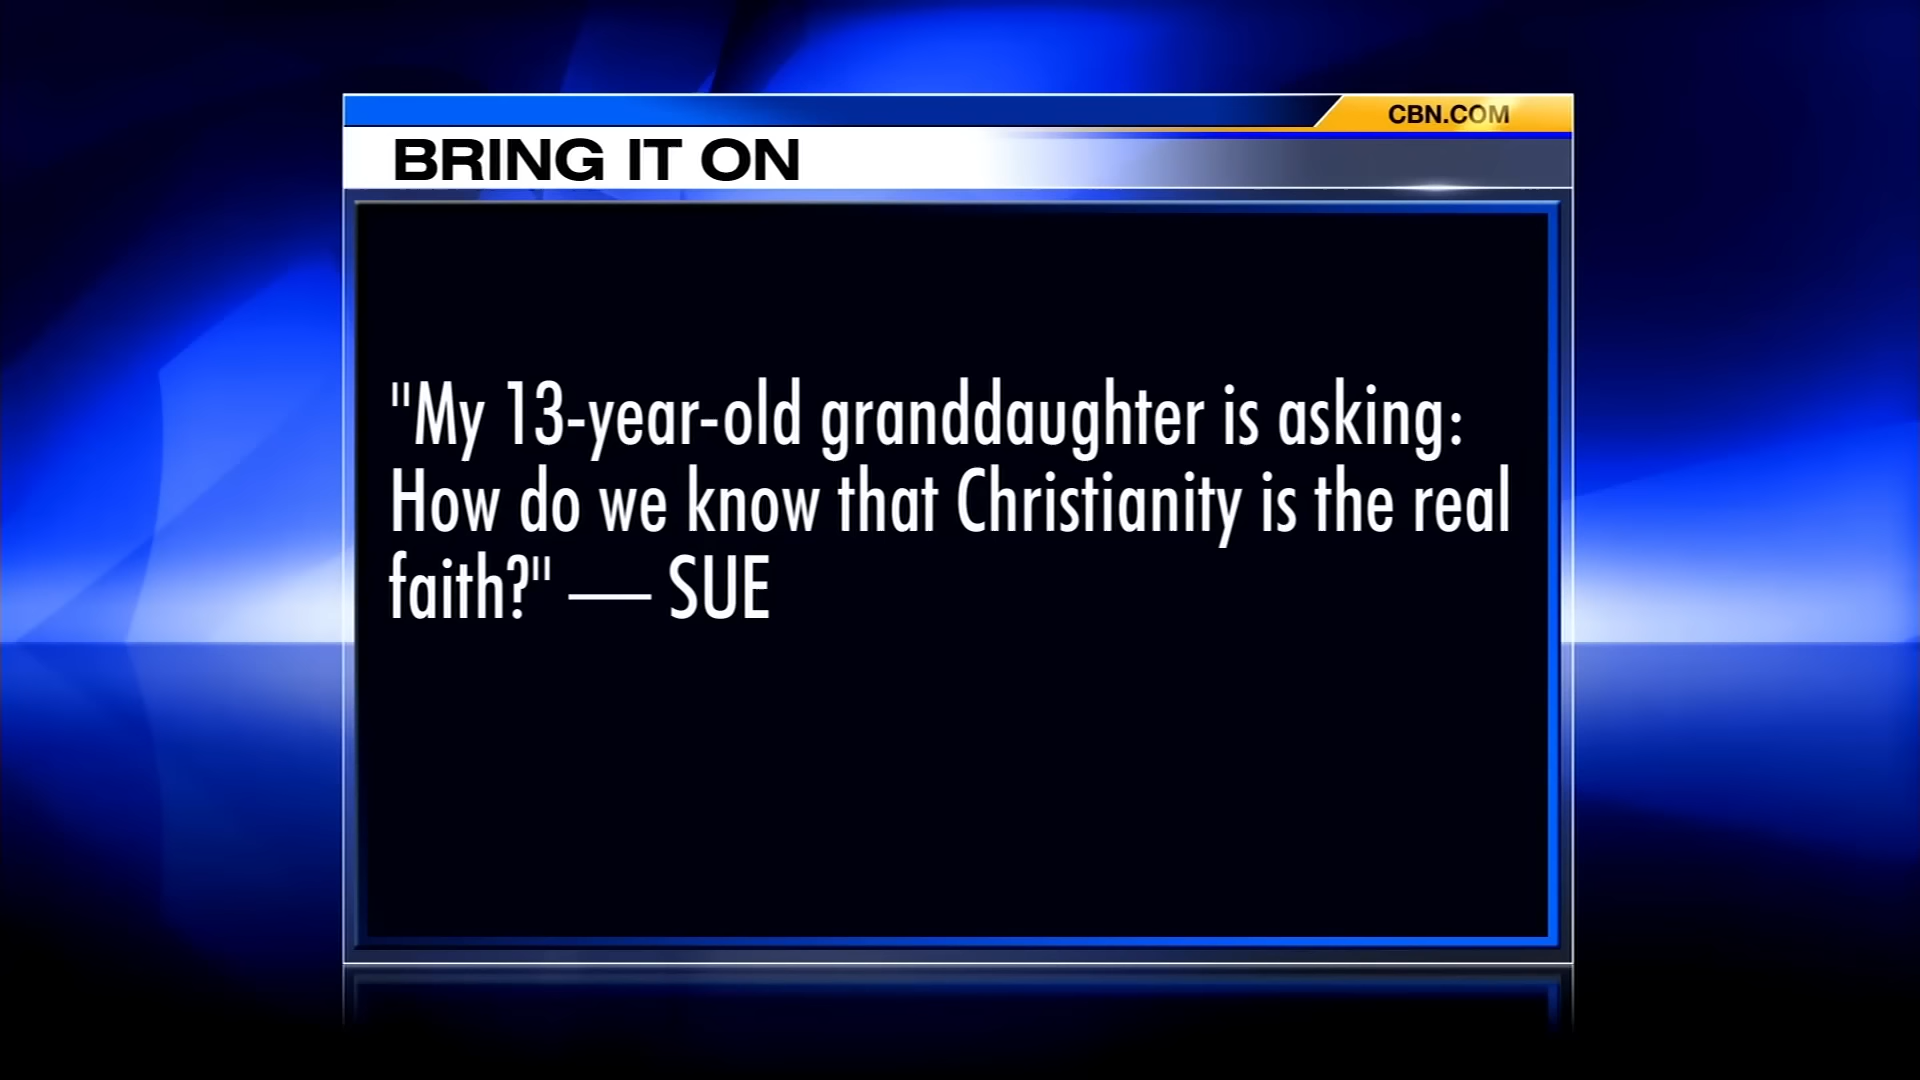 CBN.COM
BRING IT ON
"My 13-year-old granddaughter is asking:
How do we know that Christianity is the real
faith?" — SUE